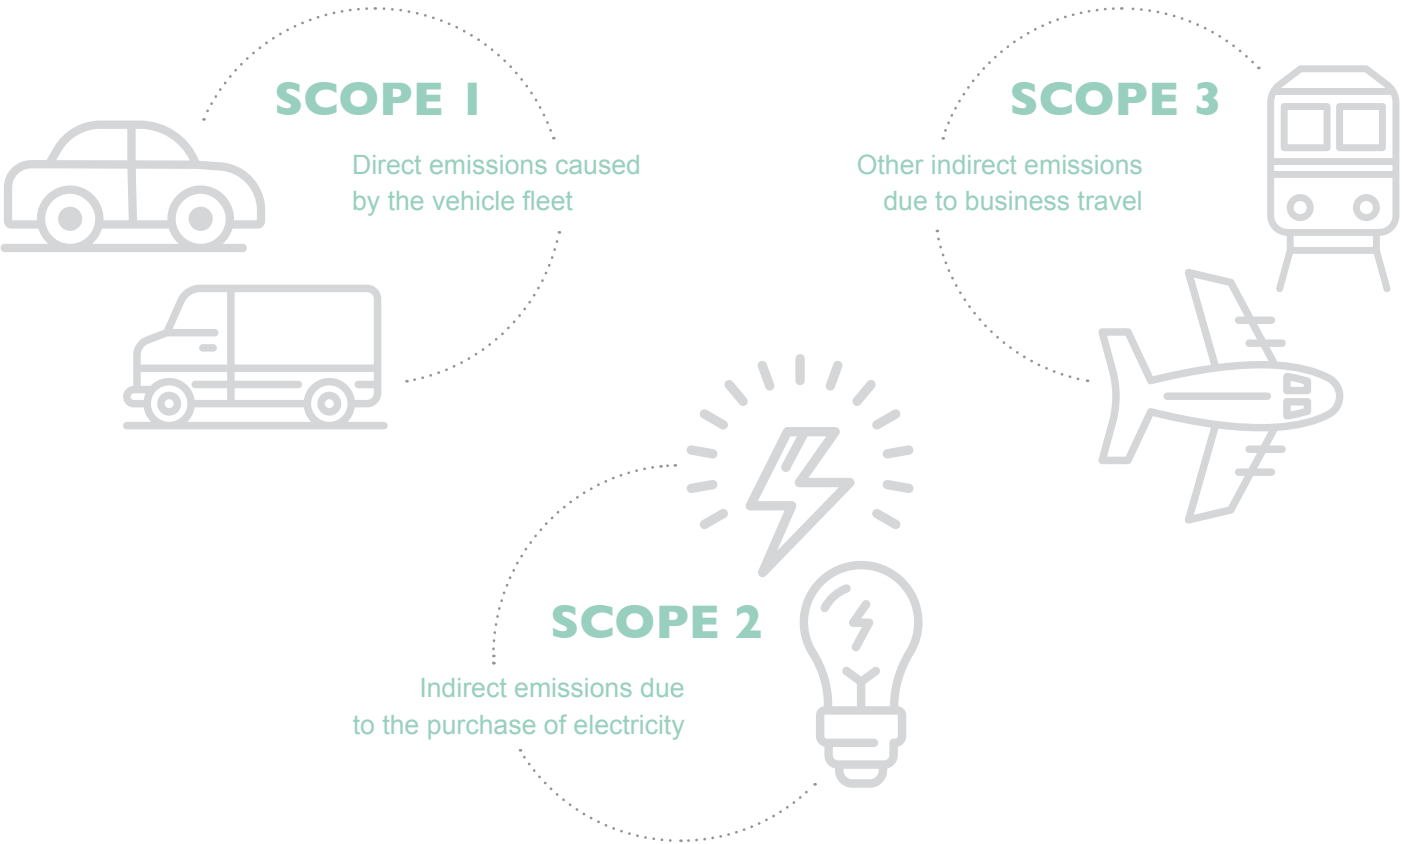 SCOPE 1
Direct emissions caused
by the vehicle fleet
SCOPE 3
Other indirect emissions
due to business travel
SCOPE 2
Indirect emissions due
to the purchase of electricity